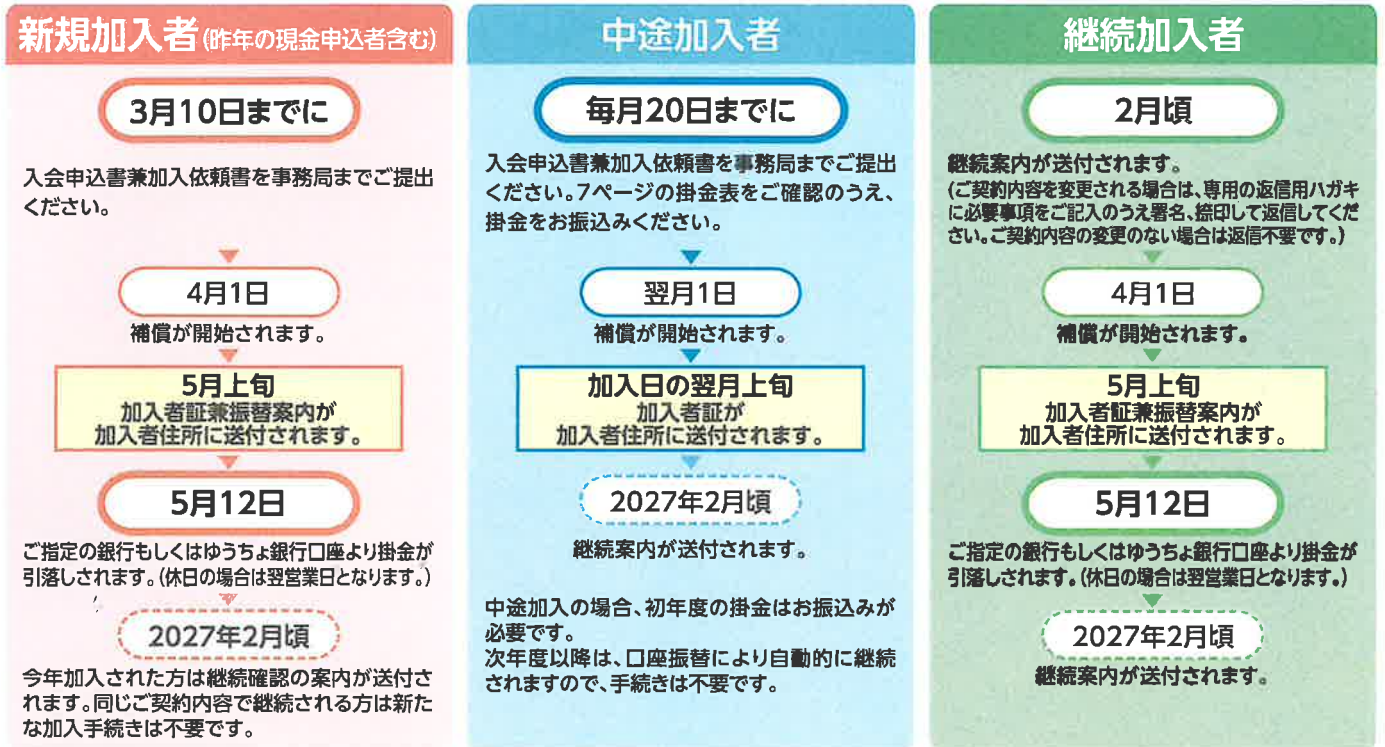 新規加入者(昨年の現金申込者含む)
3月10日までに
入会申込書兼加入依頼書を事務局までご提出
ください。
4月1日
補償が開始されます。
5月上旬
加入者証兼振替案内が
加入者住所に送付されます。
5月12日
ご指定の銀行もしくはゆうちょ銀行口座より掛金が
引落しされます。(休日の場合は翌営業日となります。)
2027年2月頃
今年加入された方は継続確認の案内が送付さ
れます。同じご契約内容で継続される方は新た
な加入手続きは不要です。
中途加入者
毎月20日までに
入会申込書兼加入依頼書を事務局までご提出
ください。7ページの掛金表をご確認のうえ、
掛金をお振込みください。
翌月1日
補償が開始されます。
加入日の翌月上旬
加入者証が
加入者住所に送付されます。
2027年2月頃
継続案内が送付されます。
中途加入の場合、初年度の掛金はお振込みが
必要です。
次年度以降は、口座振替により自動的に継続
されますので、手続きは不要です。
継続加入者
2月頃
継続案内が送付されます。
(ご契約内容を変更される場合は、専用の返信用ハガキ
に必要事項をご記入のうえ署名、捺印して返信してくだ
さい。ご契約内容の変更のない場合は返信不要です。)
4月1日
補償が開始されます。
5月上旬
加入者証兼振替案内が
加入者住所に送付されます。
5月12日
ご指定の銀行もしくはゆうちょ銀行口座より掛金が
引落しされます。(休日の場合は翌営業日となります。)
2027年2月頃
継続案内が送付されます。